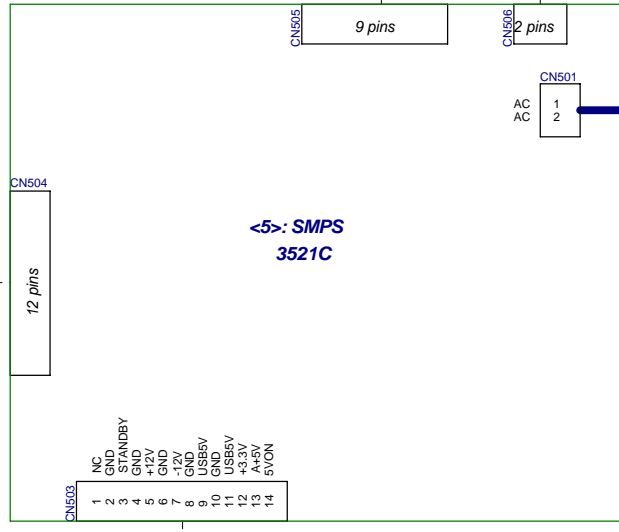 CN505
9 pins
CN506
2 pins
CN501
AC 1
AC 2
CN504
12 pins
<5>: SMPS
3521C
CN503
1 NC
2 GND
3 STANDBY
4 GND
5 +12V
6 GND
7 -12V
8 GND
9 USB5V
10 GND
11 USB5V
12 +3.3V
13 A+5V
14 5VON